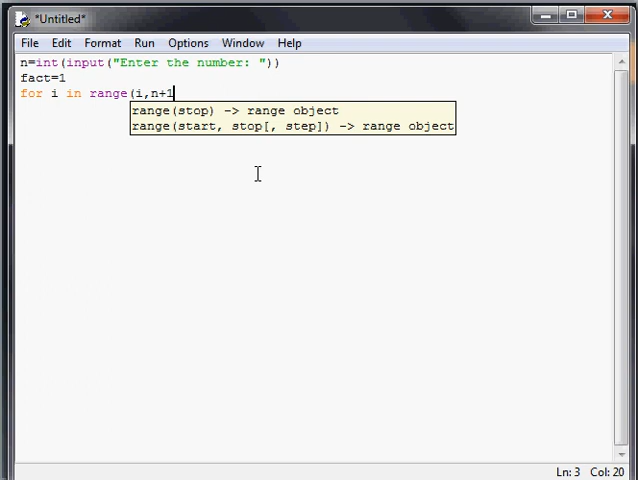 *Untitled*
File Edit Format Run Options Window Help
n=int(input("Enter the number: "))
fact=1
for i in range(i,n+1
range(stop) -> range object
range(start, stop[, step]) -> range object
Ln: 3 Col: 20